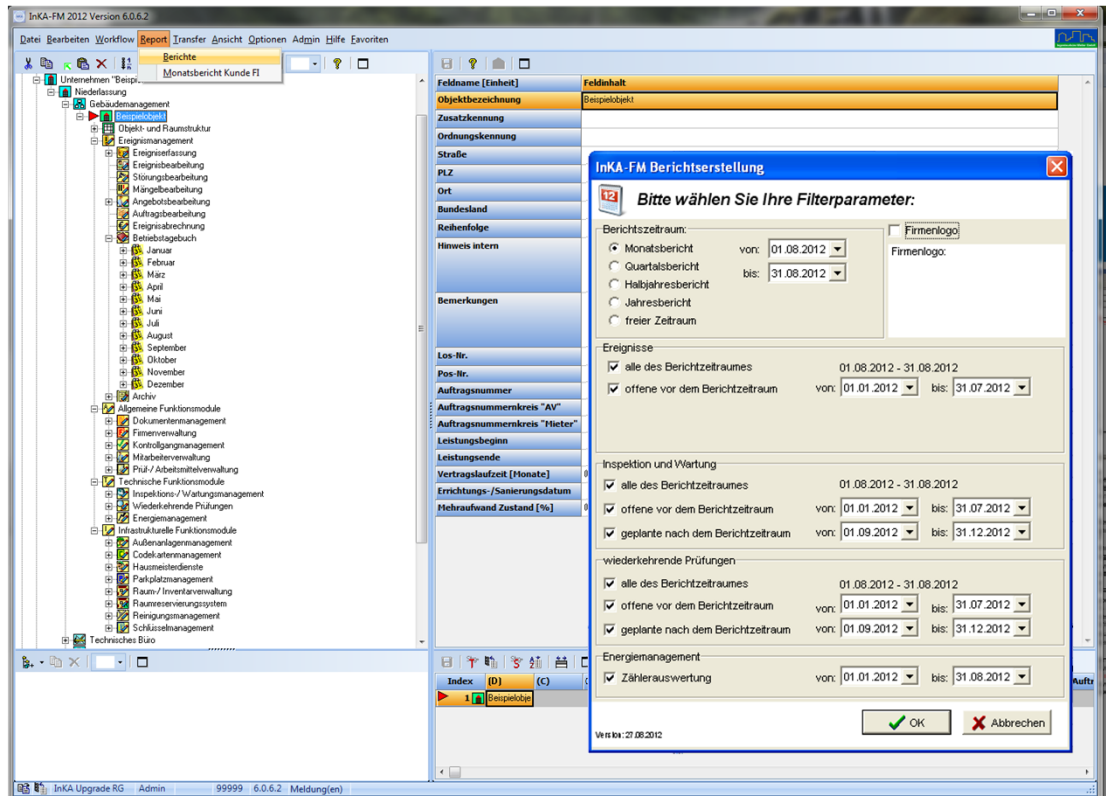 InKA-FM 2012 Version 6.0.6.2
Datei Bearbeiten Workflow Report Transfer Ansicht Optionen Admin Hilfe Favoriten
Berichte
Monatsbericht Kunde FI
Unternehmen "Beispi
Niederlassung
Gebäudemanagement
Beispielobjekt
Objekt- und Raumstruktur
Ereignismanagement
Ereigniserfassung
Ereignisbearbeitung
Störungsbearbeitung
Mängelbearbeitung
Angebotsbearbeitung
Auftragsbearbeitung
Ereignisabrechnung
Betriebstagebuch
Januar
Februar
März
April
Mai
Juni
Juli
August
September
Oktober
November
Dezember
Archiv
Allgemeine Funktionsmodule
Dokumentenmanagement
Firmenverwaltung
Kontrollgangmanagement
Mitarbeiterverwaltung
Prüf-/ Arbeitsmittelverwaltung
Technische Funktionsmodule
Inspektions-/ Wartungsmanagement
Wiederkehrende Prüfungen
Energiemanagement
Infrastrukturelle Funktionsmodule
Außenanlagenmanagement
Codekartenmanagement
Hausmeisterdienste
Parkplatzmanagement
Raum-/ Inventarverwaltung
Raumreservierungssystem
Reinigungsmanagement
Schlüsselmanagement
Technisches Büro
Feldname [Einheit] Feldinhalt
Objektbezeichnung Beispielobjekt
Zusatzkennung
Ordnungskennung
Straße
PLZ
Ort
Bundesland
Reihenfolge
Hinweis intern
Bemerkungen
Los-Nr.
Pos-Nr.
Auftragsnummer
Auftragsnummernkreis "AV"
Auftragsnummernkreis "Mieter"
Leistungsbeginn
Leistungsende
Vertragslaufzeit [Monate]
Errichtungs-/Sanierungsdatum
Mehraufwand Zustand [%]
Index (D) (C)
1 Beispielobje
Auftr
InKA-FM Berichtserstellung
12 Bitte wählen Sie Ihre Filterparameter:
Berichtszeitraum:
Firmenlogo
Monatsbericht von: 01.08.2012
Firmenlogo:
Quartalsbericht bis: 31.08.2012
Halbjahresbericht
Jahresbericht
freier Zeitraum
Ereignisse
alle des Berichtzeitraumes 01.08.2012 - 31.08.2012
offene vor dem Berichtzeitraum von: 01.01.2012 bis: 31.07.2012
Inspektion und Wartung
alle des Berichtzeitraumes 01.08.2012 - 31.08.2012
offene vor dem Berichtzeitraum von: 01.01.2012 bis: 31.07.2012
geplante nach dem Berichtzeitraum von: 01.09.2012 bis: 31.12.2012
wiederkehrende Prüfungen
alle des Berichtzeitraumes 01.08.2012 - 31.08.2012
offene vor dem Berichtzeitraum von: 01.01.2012 bis: 31.07.2012
geplante nach dem Berichtzeitraum von: 01.09.2012 bis: 31.12.2012
Energiemanagement
Zählerauswertung von: 01.01.2012 bis: 31.08.2012
OK Abbrechen
Version: 27.08.2012
InKA Upgrade RG Admin 99999 6.0.6.2 Meldung(en)